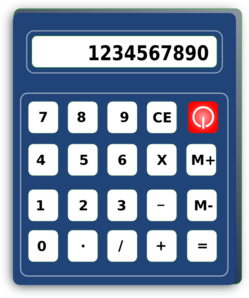 1234567890
7 8 9 CE
4 5 6 X M+
1 2 3 − M-
0 · / + =